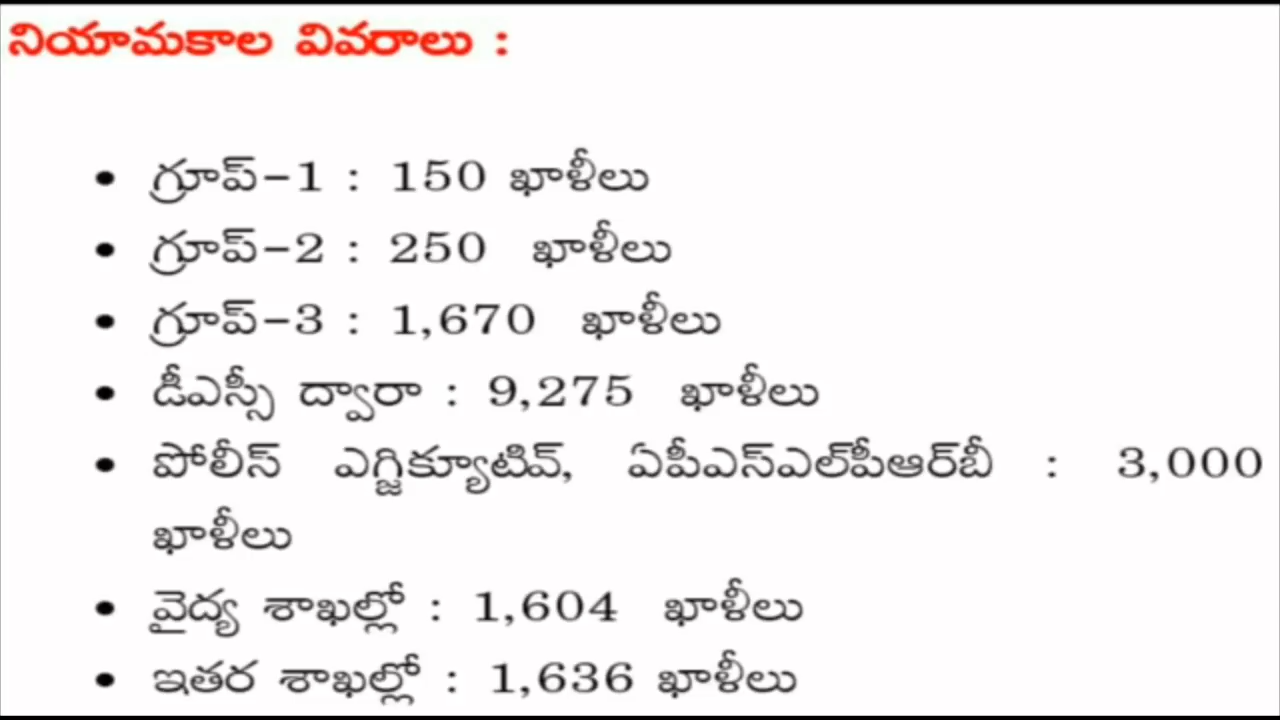 నియామకాల వివరాలు :
• గ్రూప్-1 : 150 ఖాళీలు
• గ్రూప్-2 : 250 ఖాళీలు
• గ్రూప్-3 : 1,670 ఖాళీలు
• డీఎస్సీ ద్వారా : 9,275 ఖాళీలు
• పోలీస్ ఎగ్జిక్యూటివ్, ఏపీఎస్ఎల్‌పీఆర్‌బీ : 3,000
ఖాళీలు
• వైద్య శాఖల్లో : 1,604 ఖాళీలు
• ఇతర శాఖల్లో : 1,636 ఖాళీలు